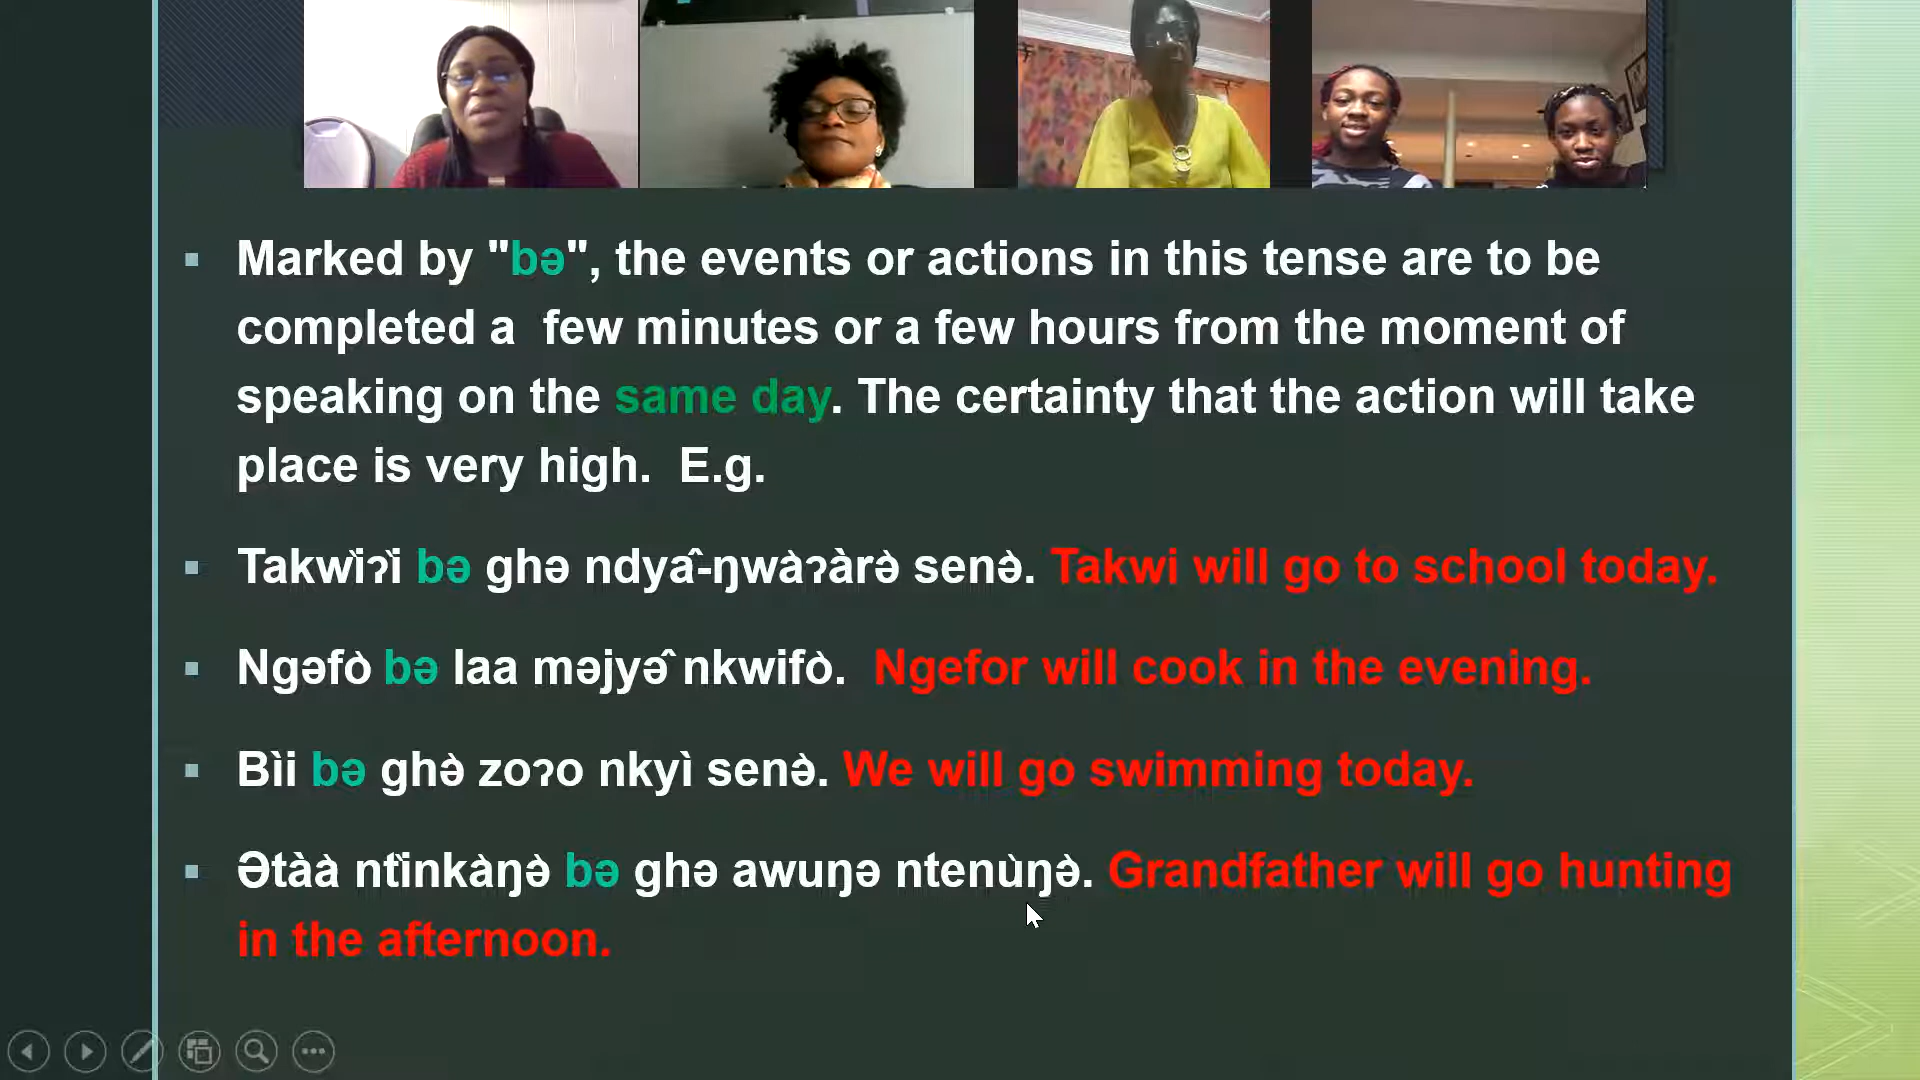 Marked by "bə", the events or actions in this tense are to be
completed a  few minutes or a few hours from the moment of
speaking on the same day. The certainty that the action will take
place is very high.  E.g.
Takwi̖ʔi̖ bə ghə ndyâ-ŋwàʔàrə̀ senə̀. Takwi will go to school today.
Ngəfò bə laa məjyə̂ nkwifò.  Ngefor will cook in the evening.
Bìi bə ghə̀ zoʔo nkyì senə̀. We will go swimming today.
Ətàà ntìinkàŋə̀ bə ghə awuŋə ntenùŋə̀. Grandfather will go hunting
in the afternoon.